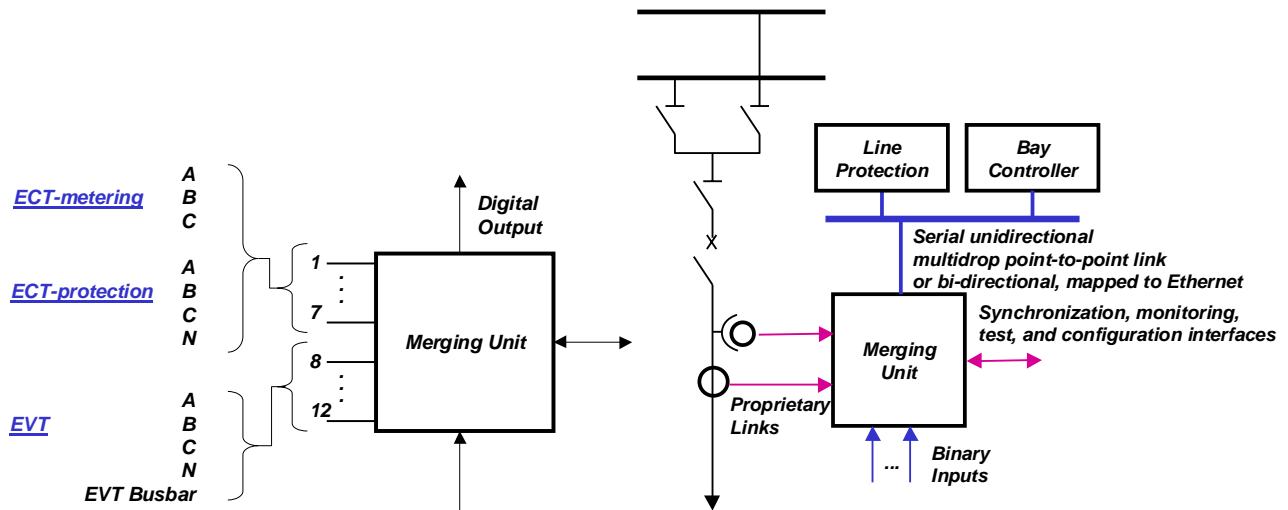 ECT-metering
A
B
C
ECT-protection
A
B
C
N
EVT
A
B
C
N
EVT Busbar
1
7
8
12
Digital
Output
Merging Unit
Line
Protection
Bay
Controller
Serial unidirectional
multidrop point-to-point link
or bi-directional, mapped to Ethernet
Synchronization, monitoring,
test, and configuration interfaces
Merging
Unit
Proprietary
Links
...
Binary
Inputs